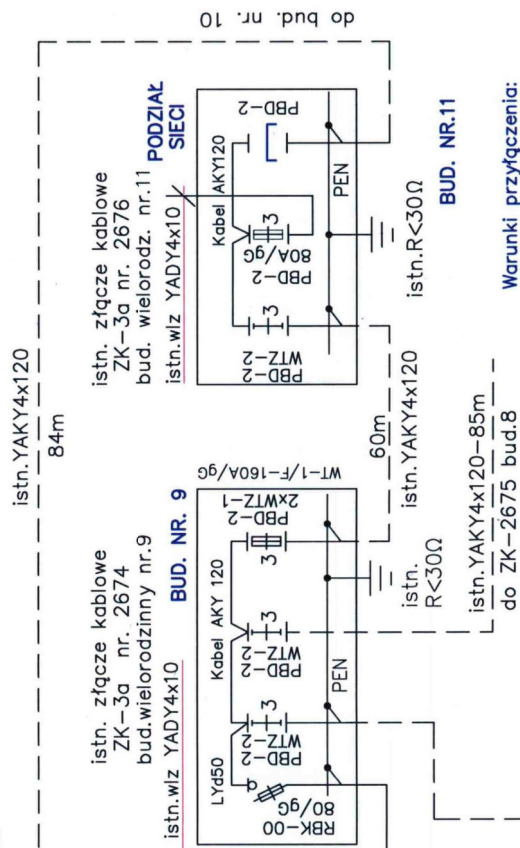 do bud. nr. 10
istn.YAKY4x120
84m
istn. złącze kablowe
ZK-3a nr. 2676
bud. wielorodz. nr.11
istn.wlz YADY4x10
PODZIAŁ
SIECI
Kabel AKY120
PBD-2
3
80A/gG
PBD-2
3
WTZ-2
PBD-2
PEN
istn.R<30Ω
BUD. NR.11
60m
istn.YAKY4x120
istn. złącze kablowe
ZK-3a nr. 2674
bud.wielorodzinny nr.9
istn.wlz YADY4x10
BUD. NR. 9
WT-1/F-160A/gG
2xWTZ-1
PBD-2
3
Kabel AKY 120
3
WTZ-2
PBD-2
3
WTZ-2
PBD-2
LYd50
RBK-00
80/gG
PEN
istn.
R<30Ω
istn.YAKY4x120-85m
do ZK-2675 bud.8
Warunki przyłączenia: